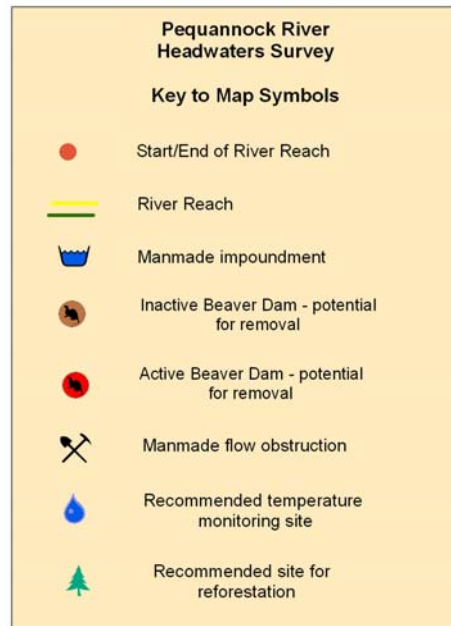 Pequannock River
Headwaters Survey
Key to Map Symbols
Start/End of River Reach
River Reach
Manmade impoundment
Inactive Beaver Dam - potential
for removal
Active Beaver Dam - potential
for removal
Manmade flow obstruction
Recommended temperature
monitoring site
Recommended site for
reforestation